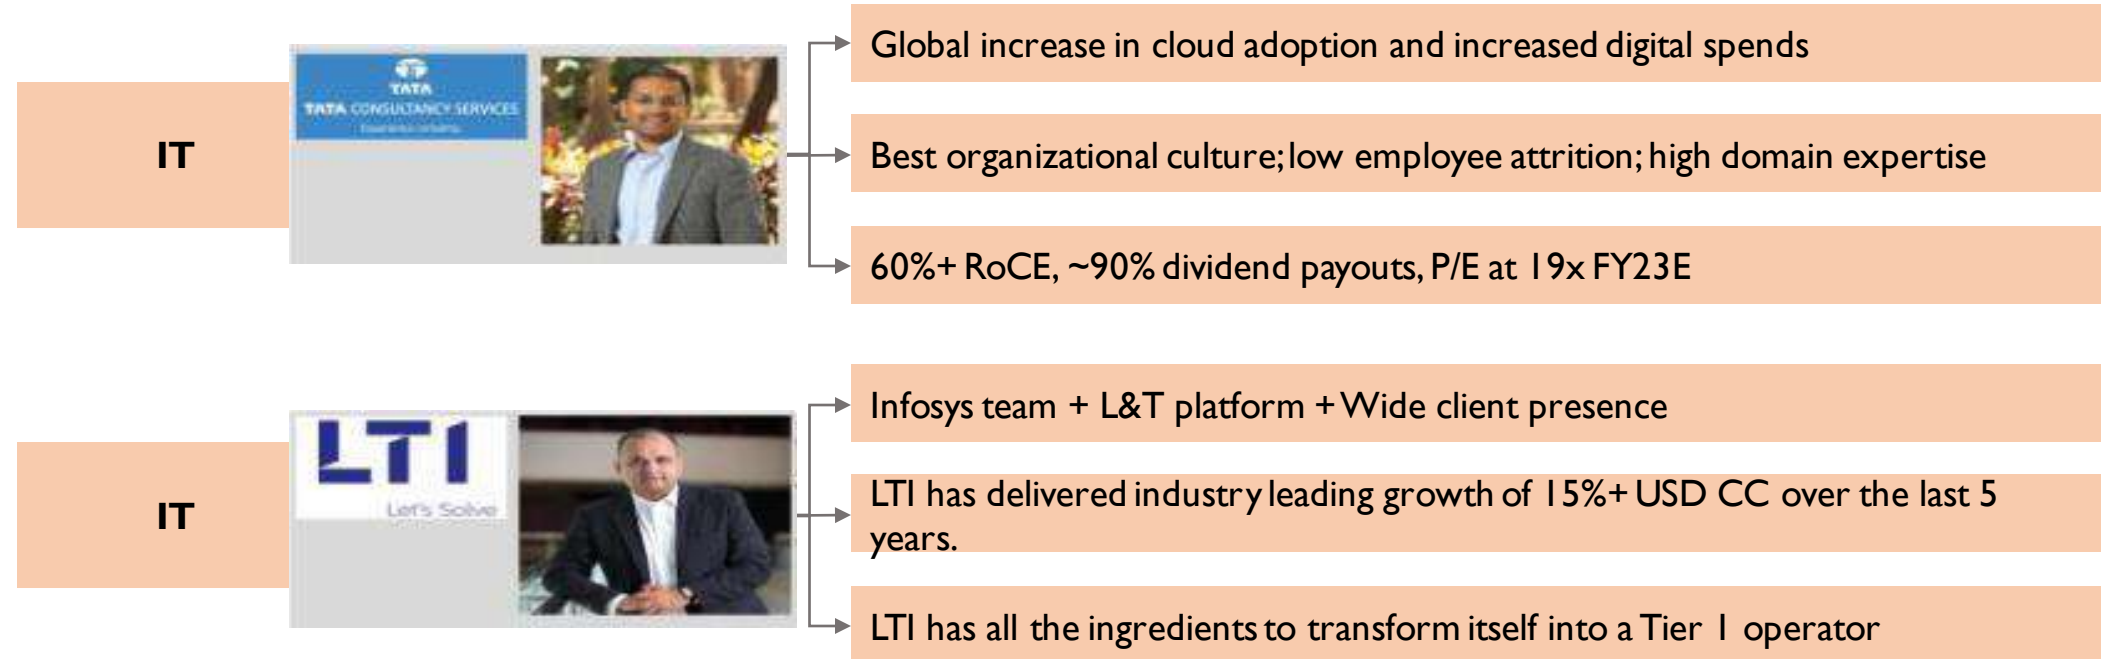 IT
TATA
TATA CONSULTANCY SERVICES
Global increase in cloud adoption and increased digital spends
Best organizational culture; low employee attrition; high domain expertise
60%+ RoCE, ~90% dividend payouts, P/E at 19x FY23E
IT
LTI
Let's Solve
Infosys team + L&T platform + Wide client presence
LTI has delivered industry leading growth of 15%+ USD CC over the last 5
years.
LTI has all the ingredients to transform itself into a Tier 1 operator